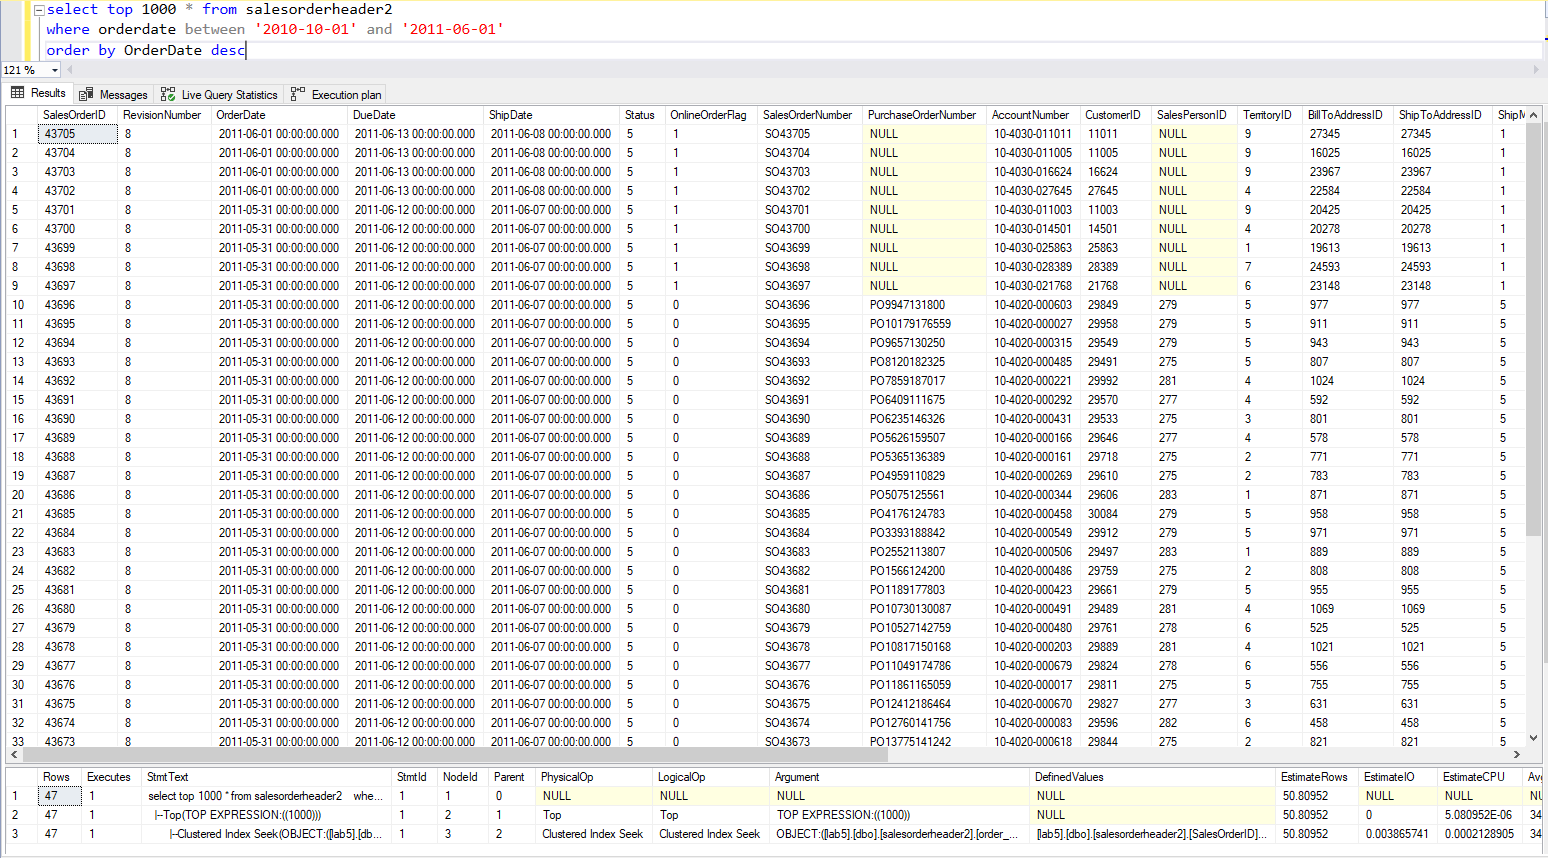 select top 1000 * from salesorderheader2
where orderdate between '2010-10-01' and '2011-06-01'
order by OrderDate desc
121 %
Results Messages Live Query Statistics Execution plan
SalesOrderID RevisionNumber OrderDate DueDate ShipDate Status OnlineOrderFlag SalesOrderNumber PurchaseOrderNumber AccountNumber CustomerID SalesPersonID TerritoryID BillToAddressID ShipToAddressID ShipM
1 43705 8 2011-06-01 00:00:00.000 2011-06-13 00:00:00.000 2011-06-08 00:00:00.000 5 1 SO43705 NULL 10-4030-011011 11011 NULL 9 27345 27345 1
2 43704 8 2011-06-01 00:00:00.000 2011-06-13 00:00:00.000 2011-06-08 00:00:00.000 5 1 SO43704 NULL 10-4030-011005 11005 NULL 9 16025 16025 1
3 43703 8 2011-06-01 00:00:00.000 2011-06-13 00:00:00.000 2011-06-08 00:00:00.000 5 1 SO43703 NULL 10-4030-016624 16624 NULL 9 23967 23967 1
4 43702 8 2011-06-01 00:00:00.000 2011-06-13 00:00:00.000 2011-06-08 00:00:00.000 5 1 SO43702 NULL 10-4030-027645 27645 NULL 4 22584 22584 1
5 43701 8 2011-05-31 00:00:00.000 2011-06-12 00:00:00.000 2011-06-07 00:00:00.000 5 1 SO43701 NULL 10-4030-011003 11003 NULL 9 20425 20425 1
6 43700 8 2011-05-31 00:00:00.000 2011-06-12 00:00:00.000 2011-06-07 00:00:00.000 5 1 SO43700 NULL 10-4030-014501 14501 NULL 4 20278 20278 1
7 43699 8 2011-05-31 00:00:00.000 2011-06-12 00:00:00.000 2011-06-07 00:00:00.000 5 1 SO43699 NULL 10-4030-025863 25863 NULL 1 19613 19613 1
8 43698 8 2011-05-31 00:00:00.000 2011-06-12 00:00:00.000 2011-06-07 00:00:00.000 5 1 SO43698 NULL 10-4030-028389 28389 NULL 7 24593 24593 1
9 43697 8 2011-05-31 00:00:00.000 2011-06-12 00:00:00.000 2011-06-07 00:00:00.000 5 1 SO43697 NULL 10-4030-021768 21768 NULL 6 23148 23148 1
10 43696 8 2011-05-31 00:00:00.000 2011-06-12 00:00:00.000 2011-06-07 00:00:00.000 5 0 SO43696 PO9947131800 10-4020-000603 29849 279 5 977 977 5
11 43695 8 2011-05-31 00:00:00.000 2011-06-12 00:00:00.000 2011-06-07 00:00:00.000 5 0 SO43695 PO10179176559 10-4020-000027 29958 279 5 911 911 5
12 43694 8 2011-05-31 00:00:00.000 2011-06-12 00:00:00.000 2011-06-07 00:00:00.000 5 0 SO43694 PO9657130250 10-4020-000315 29549 279 5 943 943 5
13 43693 8 2011-05-31 00:00:00.000 2011-06-12 00:00:00.000 2011-06-07 00:00:00.000 5 0 SO43693 PO8120182325 10-4020-000485 29491 275 5 807 807 5
14 43692 8 2011-05-31 00:00:00.000 2011-06-12 00:00:00.000 2011-06-07 00:00:00.000 5 0 SO43692 PO7859187017 10-4020-000221 29992 281 4 1024 1024 5
15 43691 8 2011-05-31 00:00:00.000 2011-06-12 00:00:00.000 2011-06-07 00:00:00.000 5 0 SO43691 PO6409111675 10-4020-000292 29570 277 4 592 592 5
16 43690 8 2011-05-31 00:00:00.000 2011-06-12 00:00:00.000 2011-06-07 00:00:00.000 5 0 SO43690 PO6235146326 10-4020-000431 29533 275 3 801 801 5
17 43689 8 2011-05-31 00:00:00.000 2011-06-12 00:00:00.000 2011-06-07 00:00:00.000 5 0 SO43689 PO5626159507 10-4020-000166 29646 277 4 578 578 5
18 43688 8 2011-05-31 00:00:00.000 2011-06-12 00:00:00.000 2011-06-07 00:00:00.000 5 0 SO43688 PO5365136389 10-4020-000161 29718 275 2 771 771 5
19 43687 8 2011-05-31 00:00:00.000 2011-06-12 00:00:00.000 2011-06-07 00:00:00.000 5 0 SO43687 PO4959110829 10-4020-000269 29610 275 2 783 783 5
20 43686 8 2011-05-31 00:00:00.000 2011-06-12 00:00:00.000 2011-06-07 00:00:00.000 5 0 SO43686 PO5075125561 10-4020-000344 29606 283 1 871 871 5
21 43685 8 2011-05-31 00:00:00.000 2011-06-12 00:00:00.000 2011-06-07 00:00:00.000 5 0 SO43685 PO4176124783 10-4020-000458 30084 279 5 958 958 5
22 43684 8 2011-05-31 00:00:00.000 2011-06-12 00:00:00.000 2011-06-07 00:00:00.000 5 0 SO43684 PO3393188842 10-4020-000549 29912 279 5 971 971 5
23 43683 8 2011-05-31 00:00:00.000 2011-06-12 00:00:00.000 2011-06-07 00:00:00.000 5 0 SO43683 PO2552113807 10-4020-000506 29497 283 1 889 889 5
24 43682 8 2011-05-31 00:00:00.000 2011-06-12 00:00:00.000 2011-06-07 00:00:00.000 5 0 SO43682 PO1566124200 10-4020-000486 29759 275 2 808 808 5
25 43681 8 2011-05-31 00:00:00.000 2011-06-12 00:00:00.000 2011-06-07 00:00:00.000 5 0 SO43681 PO1189177803 10-4020-000423 29661 279 5 955 955 5
26 43680 8 2011-05-31 00:00:00.000 2011-06-12 00:00:00.000 2011-06-07 00:00:00.000 5 0 SO43680 PO10730130087 10-4020-000491 29489 281 4 1069 1069 5
27 43679 8 2011-05-31 00:00:00.000 2011-06-12 00:00:00.000 2011-06-07 00:00:00.000 5 0 SO43679 PO10527142759 10-4020-000480 29761 278 6 525 525 5
28 43678 8 2011-05-31 00:00:00.000 2011-06-12 00:00:00.000 2011-06-07 00:00:00.000 5 0 SO43678 PO10817150168 10-4020-000203 29889 281 4 1021 1021 5
29 43677 8 2011-05-31 00:00:00.000 2011-06-12 00:00:00.000 2011-06-07 00:00:00.000 5 0 SO43677 PO11049174786 10-4020-000679 29824 278 6 556 556 5
30 43676 8 2011-05-31 00:00:00.000 2011-06-12 00:00:00.000 2011-06-07 00:00:00.000 5 0 SO43676 PO11861165059 10-4020-000017 29811 275 5 755 755 5
31 43675 8 2011-05-31 00:00:00.000 2011-06-12 00:00:00.000 2011-06-07 00:00:00.000 5 0 SO43675 PO12412186464 10-4020-000670 29827 277 3 631 631 5
32 43674 8 2011-05-31 00:00:00.000 2011-06-12 00:00:00.000 2011-06-07 00:00:00.000 5 0 SO43674 PO12760141756 10-4020-000083 29596 282 6 458 458 5
33 43673 8 2011-05-31 00:00:00.000 2011-06-12 00:00:00.000 2011-06-07 00:00:00.000 5 0 SO43673 PO13775141242 10-4020-000618 29844 275 2 821 821 5
Rows Executes StmtText StmtId NodeId Parent PhysicalOp LogicalOp Argument DefinedValues EstimateRows EstimateIO EstimateCPU Avg
1 47 1 select top 1000 * from salesorderheader2 whe... 1 1 0 NULL NULL NULL NULL 50.80952 NULL NULL NU
2 47 1 |--Top(TOP EXPRESSION:((1000))) 1 2 1 Top Top TOP EXPRESSION:((1000)) NULL 50.80952 0 5.080952E-06 34
3 47 1 |--Clustered Index Seek(OBJECT:([lab5].[db... 1 3 2 Clustered Index Seek Clustered Index Seek OBJECT:([lab5].[dbo].[salesorderheader2].[order_... [lab5].[dbo].[salesorderheader2].[SalesOrderID]... 50.80952 0.003865741 0.0002128905 34